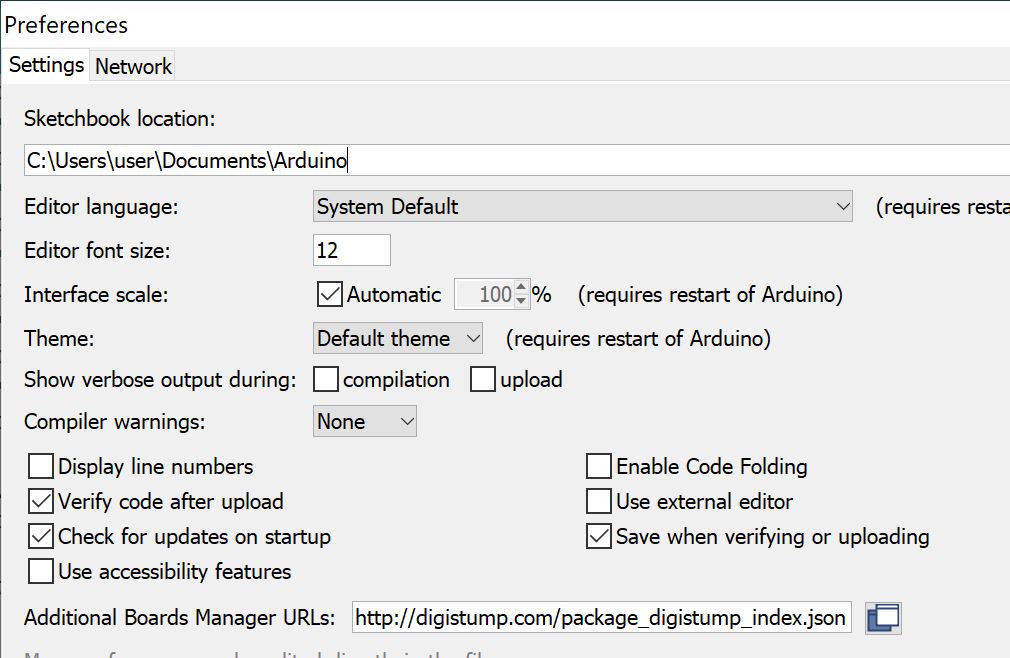 Preferences
Settings Network
Sketchbook location:
C:\Users\user\Documents\Arduino
Editor language: System Default (requires resta
Editor font size: 12
Interface scale: Automatic 100 % (requires restart of Arduino)
Theme: Default theme (requires restart of Arduino)
Show verbose output during: compilation upload
Compiler warnings: None
Display line numbers Enable Code Folding
Verify code after upload Use external editor
Check for updates on startup Save when verifying or uploading
Use accessibility features
Additional Boards Manager URLs: http://digistump.com/package_digistump_index.json